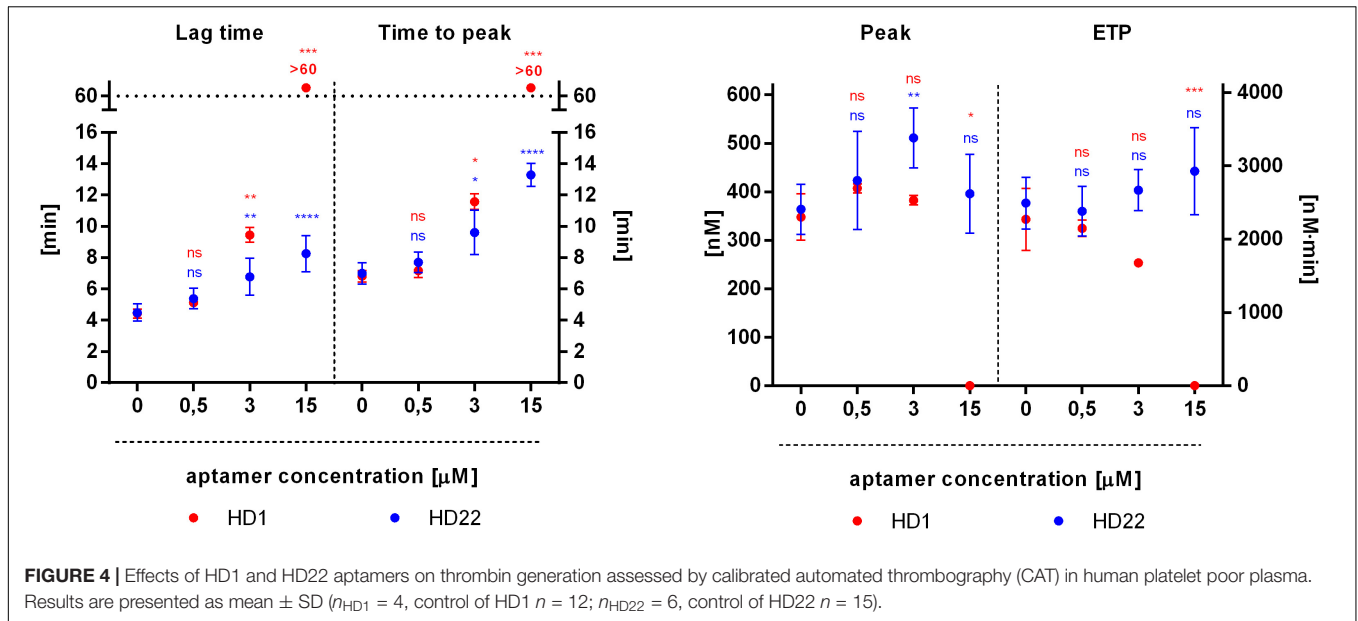 Lag time Time to peak Peak ETP
***
>60
***
>60
60 60
16 16
14 14
12 12
10 10
8 8
6 6
4 4
2 2
0 0
[min] [min]
ns
ns
**
**
****
ns
ns
*
*
****
0 0,5 3 15 0 0,5 3 15
aptamer concentration [μM]
HD1 HD22
600
500
400
300
200
100
0
[nM]
4000
3000
2000
1000
0
[nM·min]
ns
ns
ns
**
*
ns
ns
ns
ns
ns
***
ns
0 0,5 3 15 0 0,5 3 15
aptamer concentration [μM]
HD1 HD22
FIGURE 4 | Effects of HD1 and HD22 aptamers on thrombin generation assessed by calibrated automated thrombography (CAT) in human platelet poor plasma.
Results are presented as mean ± SD (nHD1 = 4, control of HD1 n = 12; nHD22 = 6, control of HD22 n = 15).